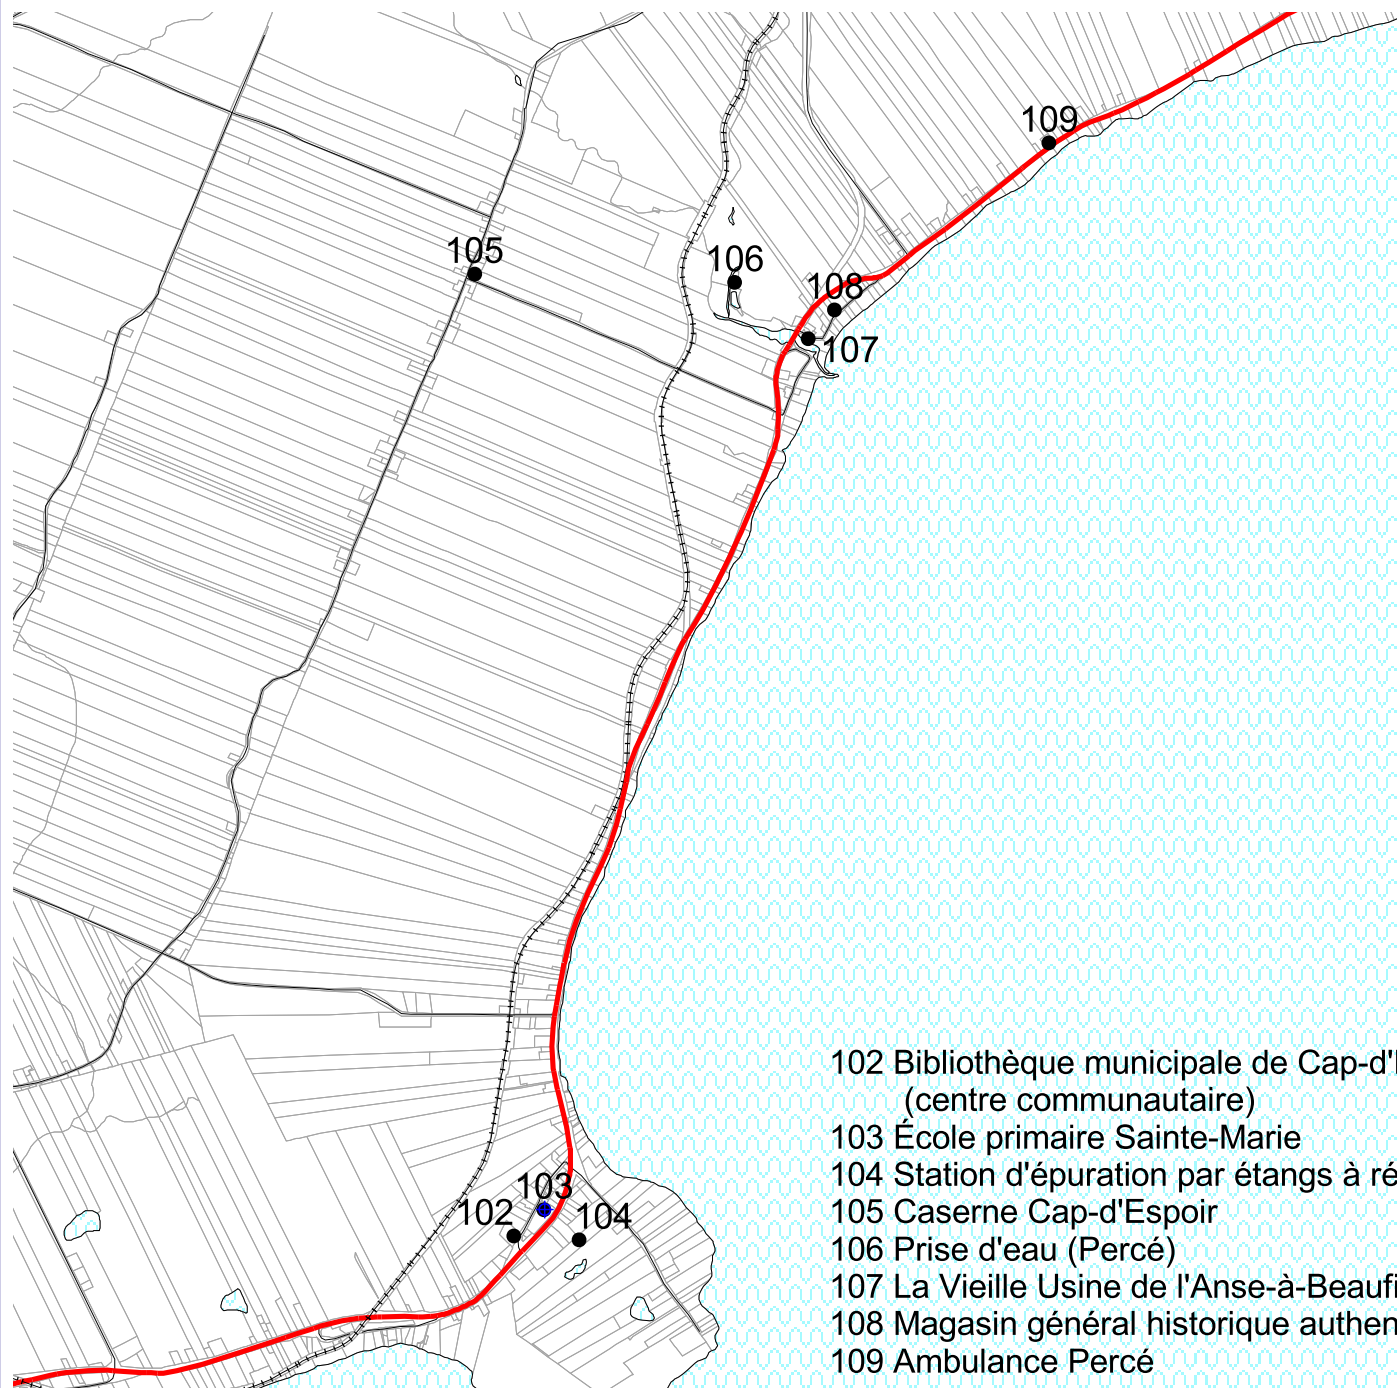 109
105
106
108
107
103
102
104
102 Bibliothèque municipale de Cap-d'
(centre communautaire)
103 École primaire Sainte-Marie
104 Station d'épuration par étangs à ré
105 Caserne Cap-d'Espoir
106 Prise d'eau (Percé)
107 La Vieille Usine de l'Anse-à-Beaufi
108 Magasin général historique authen
109 Ambulance Percé